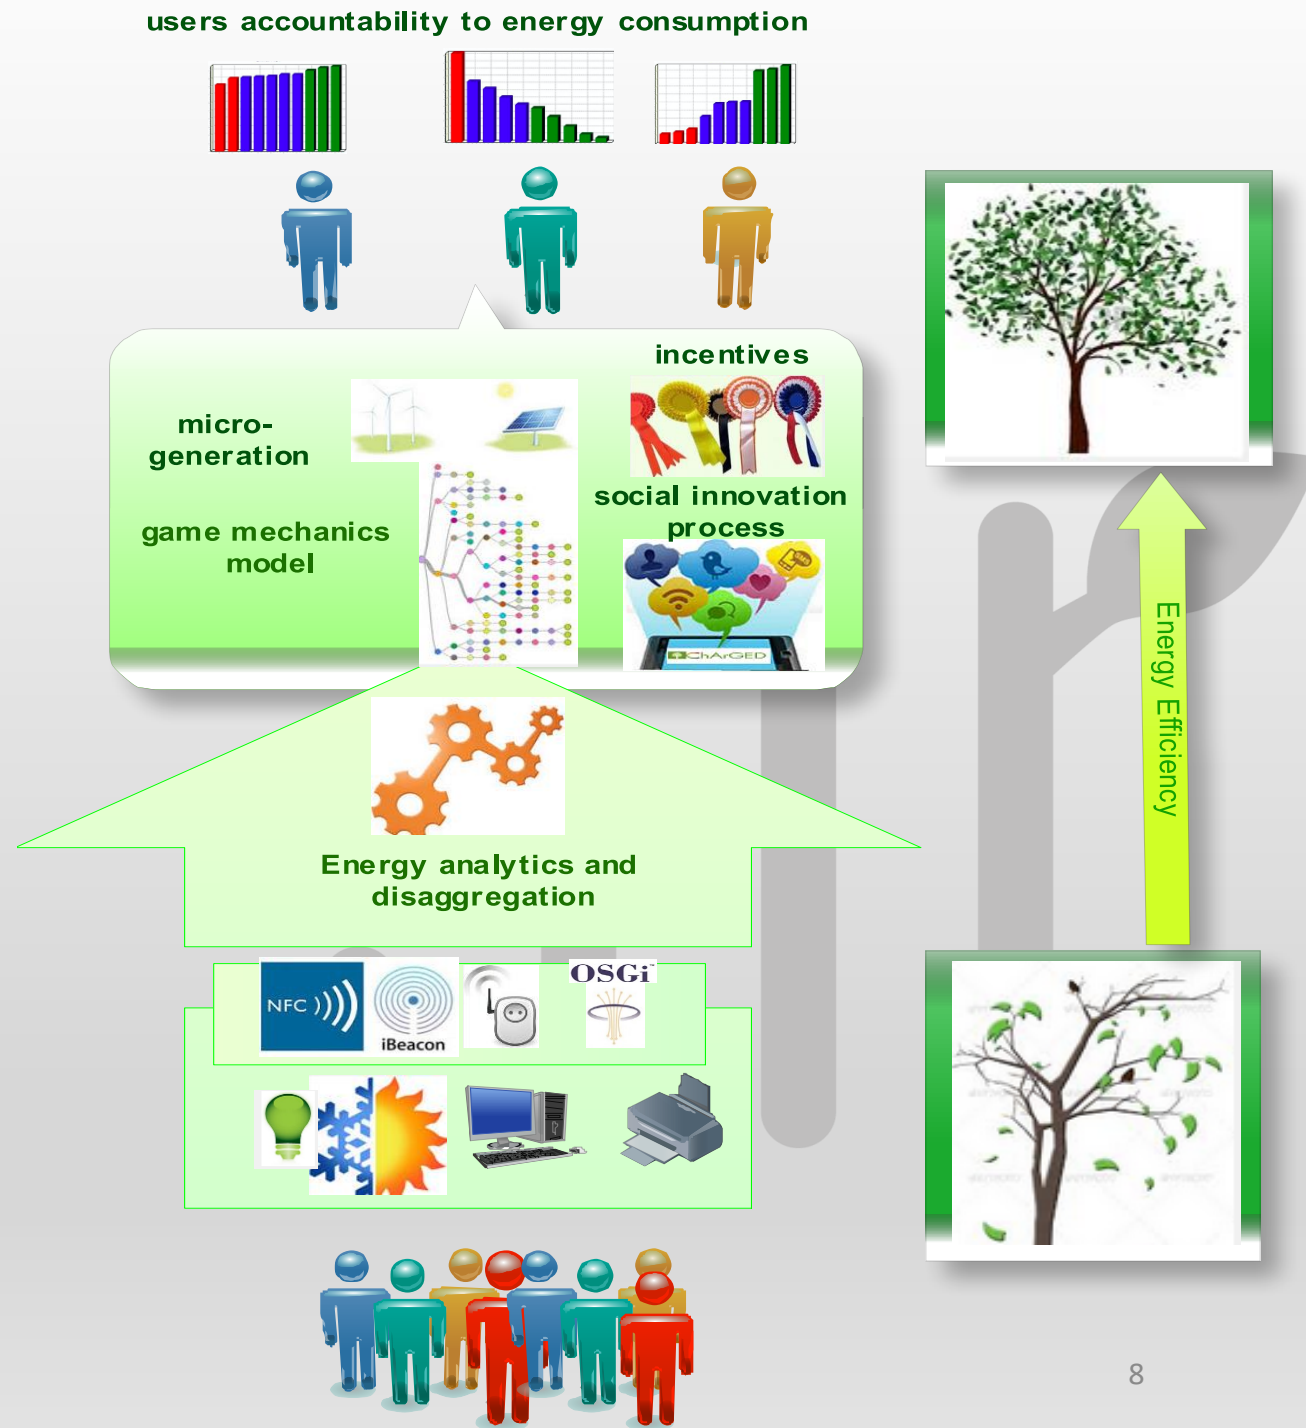 users accountability to energy consumption
incentives
micro-
generation
social innovation
process
game mechanics
model
ChArGED
Energy Efficiency
Energy analytics and
disaggregation
NFC
iBeacon
OSGi
8